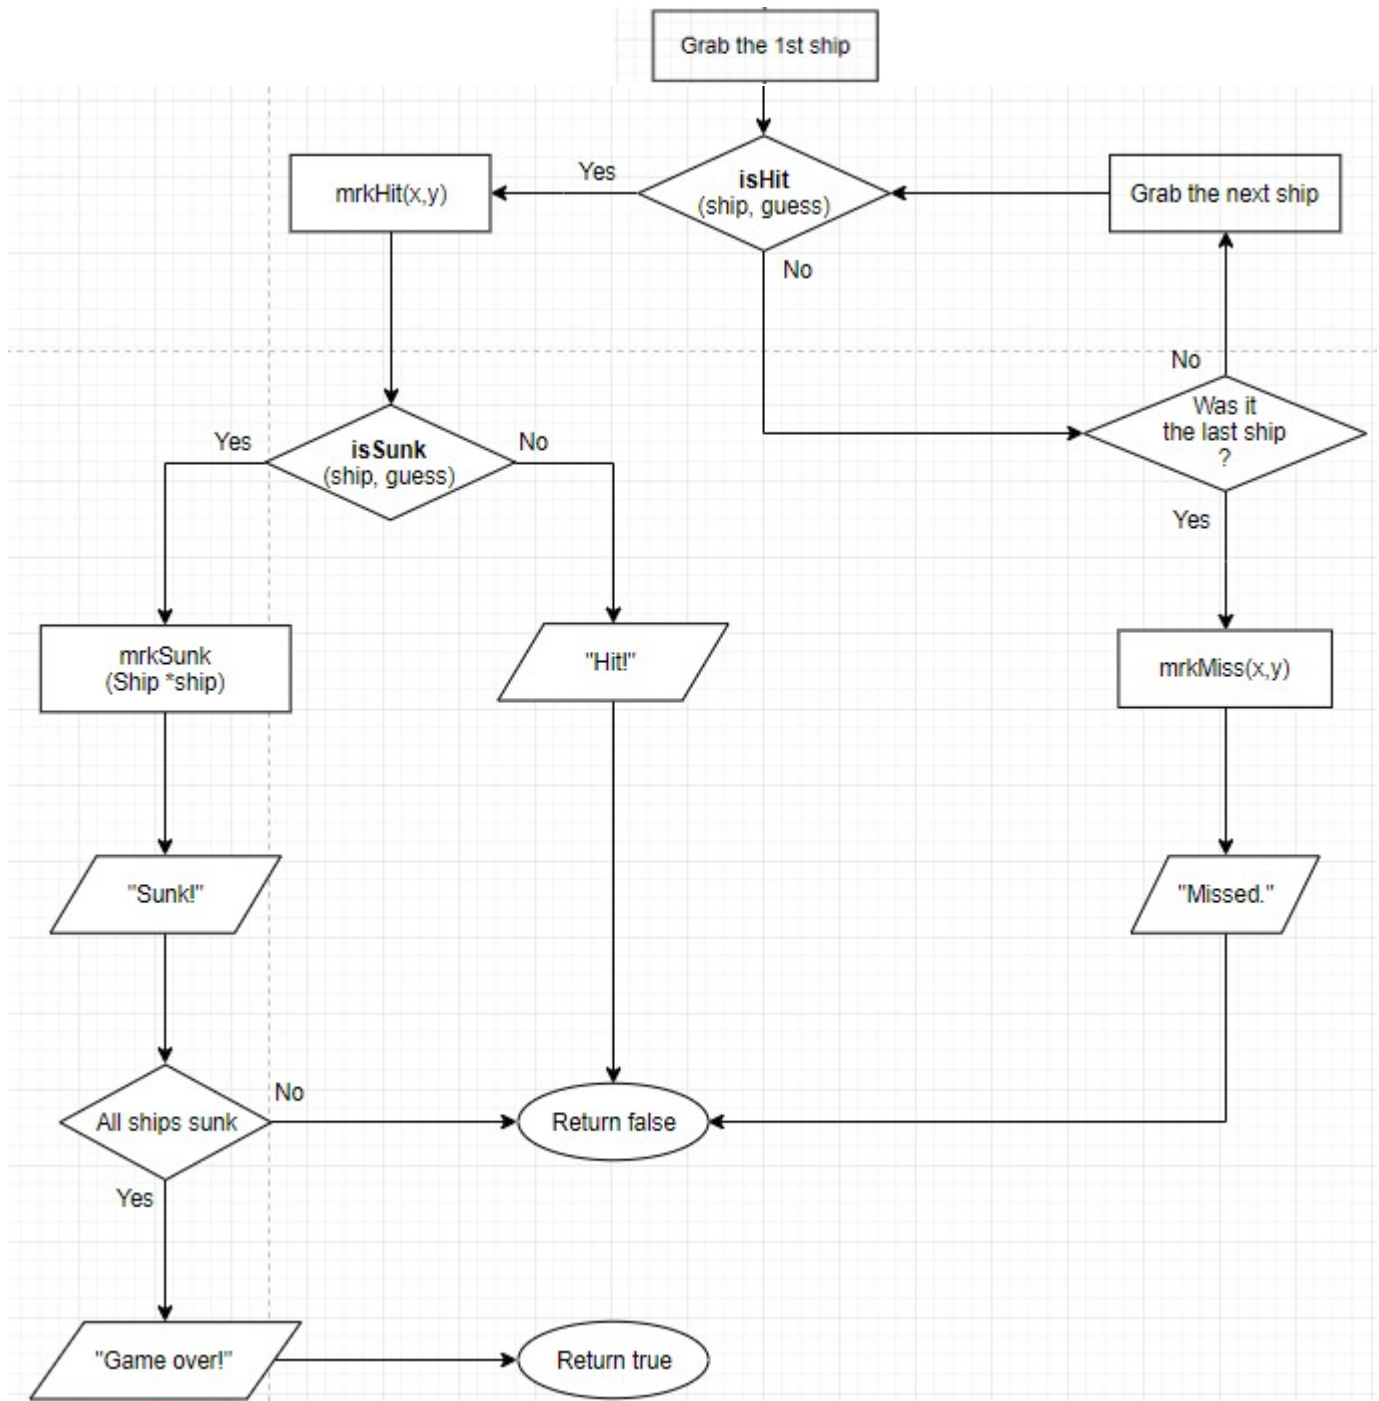 Grab the 1st ship
Yes
mrkHit(x,y)
isHit
(ship, guess)
Grab the next ship
No
No
Was it
the last ship
?
Yes
isSunk
(ship, guess)
No
Yes
mrkSunk
(Ship *ship)
"Hit!"
mrkMiss(x,y)
"Sunk!"
"Missed."
All ships sunk
No
Return false
Yes
"Game over!"
Return true